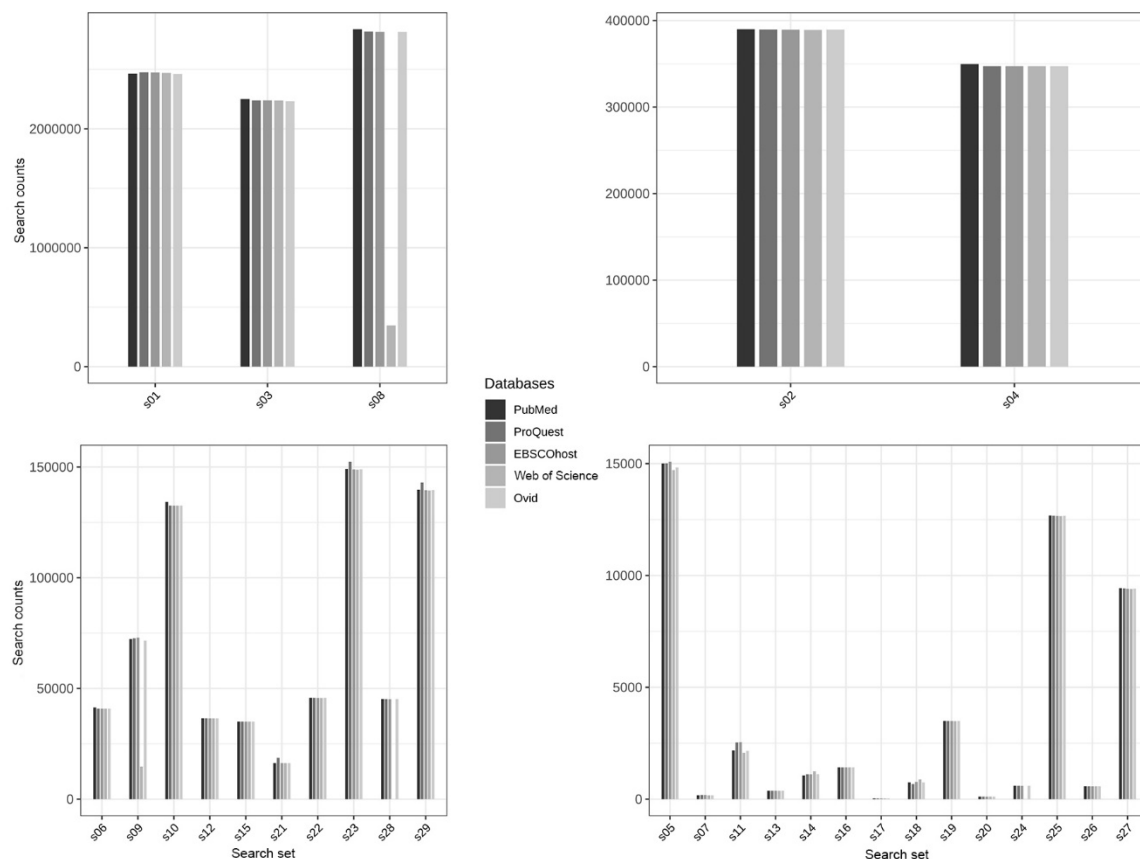 Search counts
2000000
1000000
0
s01
s03
s08
400000
300000
200000
100000
0
s02
s04
Databases
PubMed
ProQuest
EBSCOhost
Web of Science
Ovid
Search counts
150000
100000
50000
0
s06
s09
s10
s12
s15
s21
s22
s23
s28
s29
Search set
15000
10000
5000
0
s05
s07
s11
s13
s14
s16
s17
s18
s19
s20
s24
s25
s26
s27
Search set